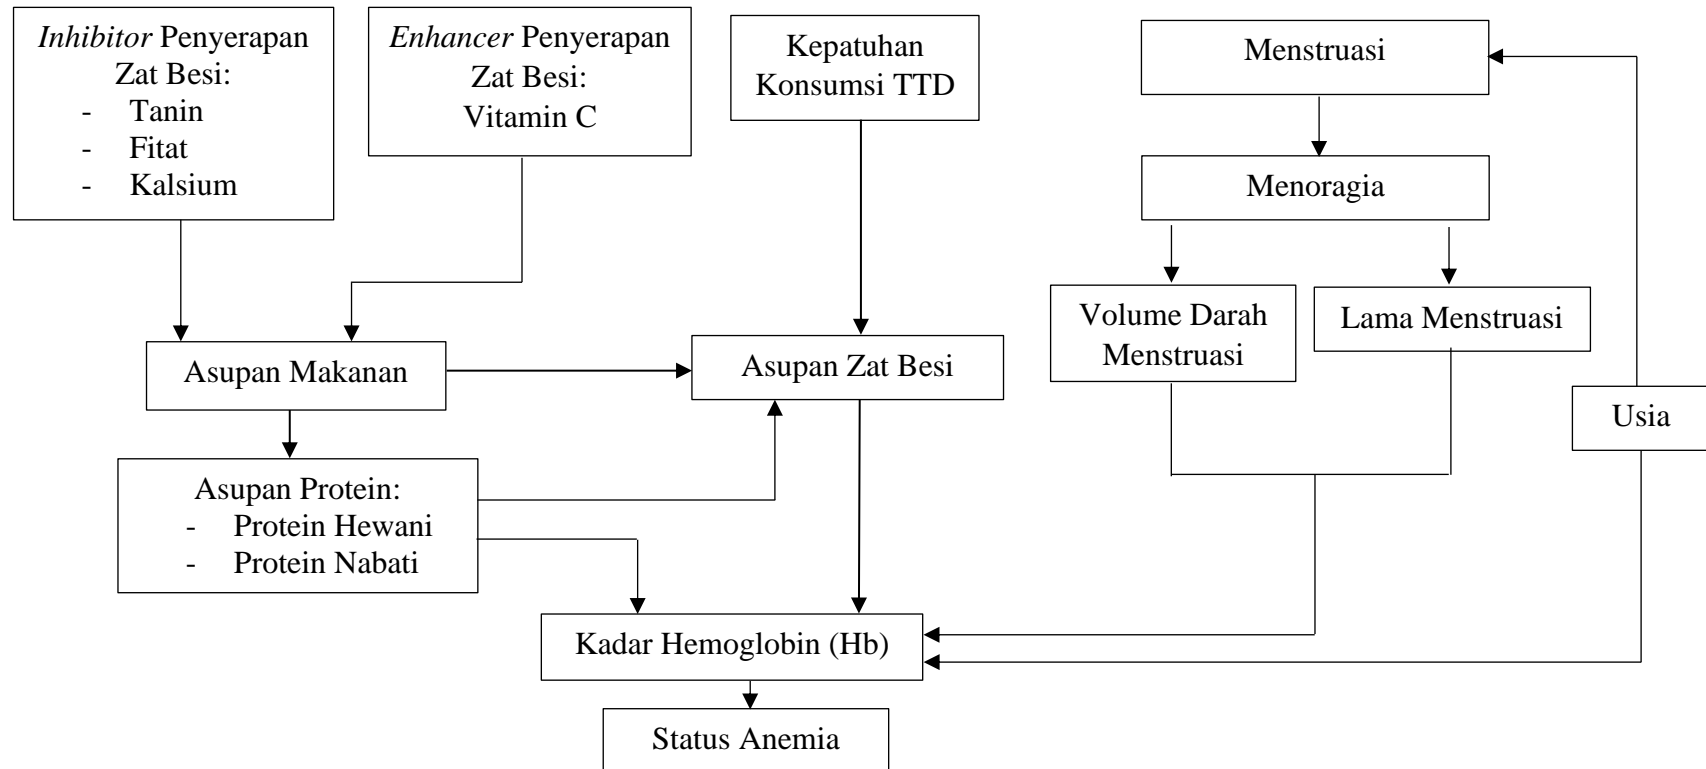 Inhibitor Penyerapan
Zat Besi:
- Tanin
- Fitat
- Kalsium
Enhancer Penyerapan
Zat Besi:
Vitamin C
Kepatuhan
Konsumsi TTD
Menstruasi
Menoragia
Volume Darah
Menstruasi
Lama Menstruasi
Asupan Makanan
Asupan Zat Besi
Usia
Asupan Protein:
- Protein Hewani
- Protein Nabati
Kadar Hemoglobin (Hb)
Status Anemia